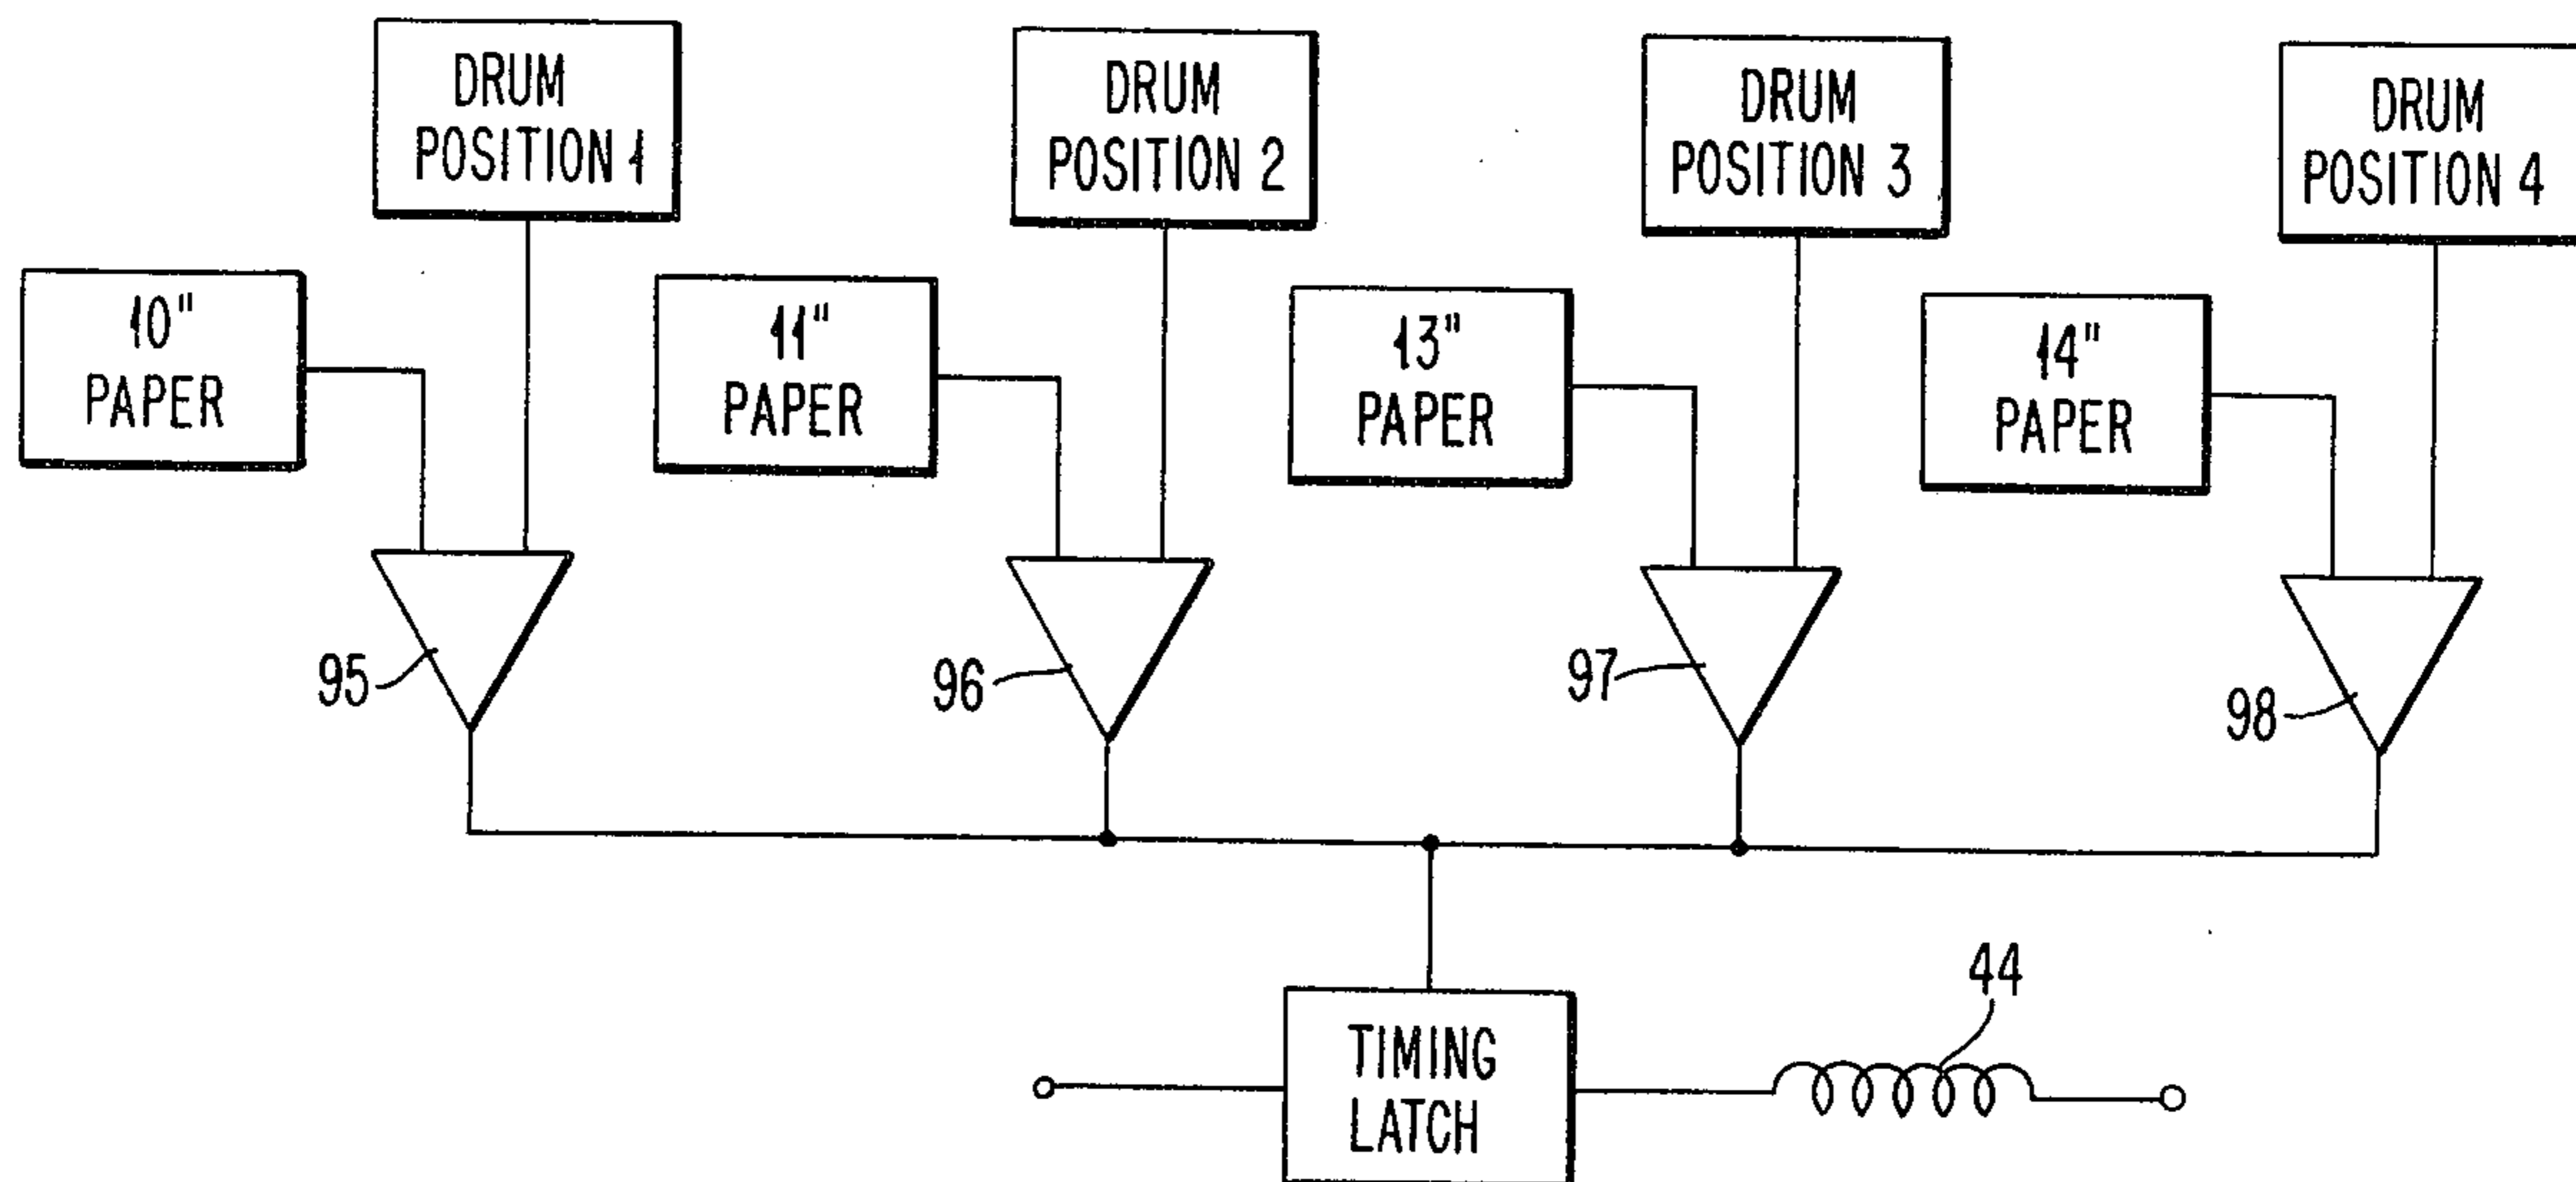 DRUM
POSITION 1
DRUM
POSITION 2
DRUM
POSITION 3
DRUM
POSITION 4
10"
PAPER
11"
PAPER
13"
PAPER
14"
PAPER
95
96
97
98
44
TIMING
LATCH